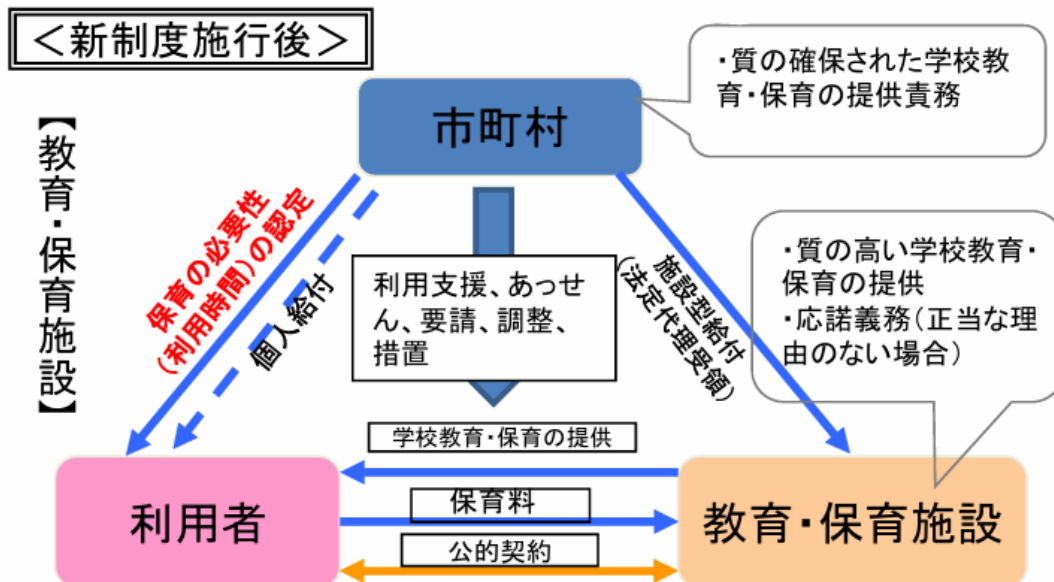 ＜新制度施行後＞
【教育・保育施設】
市町村
・質の確保された学校教
育・保育の提供責務
保育の必要性
（利用時間）の認定
個人給付
利用支援、あっせ
ん、要請、調整、
措置
施設型給付
（法定代理受領）
・質の高い学校教育・
保育の提供
・応諾義務（正当な理
由のない場合）
学校教育・保育の提供
利用者
保育料
教育・保育施設
公的契約